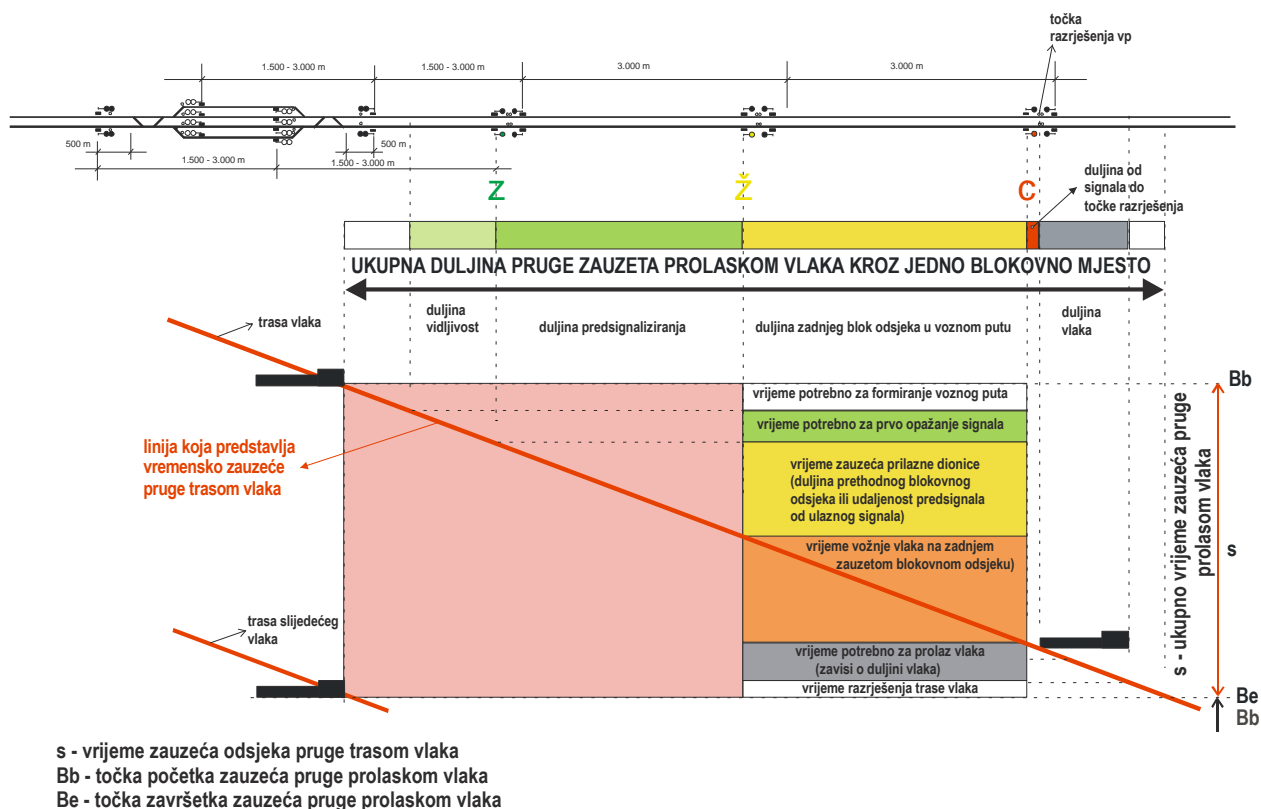 točka
razrješenja vp
1.500 - 3.000 m
1.500 - 3.000 m
3.000 m
3.000 m
500 m
500 m
1.500 - 3.000 m
1.500 - 3.000 m
Z
Ž
C
duljina od
signala do
točke razrješenja
UKUPNA DULJINA PRUGE ZAUZETA PROLASKOM VLAKA KROZ JEDNO BLOKOVNO MJESTO
trasa vlaka
duljina
vidljivost
duljina predsignaliziranja
duljina zadnjeg blok odsjeka u voznom putu
duljina
vlaka
Bb
vrijeme potrebno za formiranje voznog puta
vrijeme potrebno za prvo opažanje signala
linija koja predstavlja
vremensko zauzeće
pruge trasom vlaka
vrijeme zauzeća prilazne dionice
(duljina prethodnog blokovnog
odsjeka ili udaljenost predsignala
od ulaznog signala)
vrijeme vožnje vlaka na zadnjem
zauzetom blokovnom odsjeku)
s - ukupno vrijeme zauzeća pruge
prolasom vlaka
s
trasa slijedećeg
vlaka
vrijeme potrebno za prolaz vlaka
(zavisi o duljini vlaka)
vrijeme razrješenja trase vlaka
Be
Bb
s - vrijeme zauzeća odsjeka pruge trasom vlaka
Bb - točka početka zauzeća pruge prolaskom vlaka
Be - točka završetka zauzeća pruge prolaskom vlaka